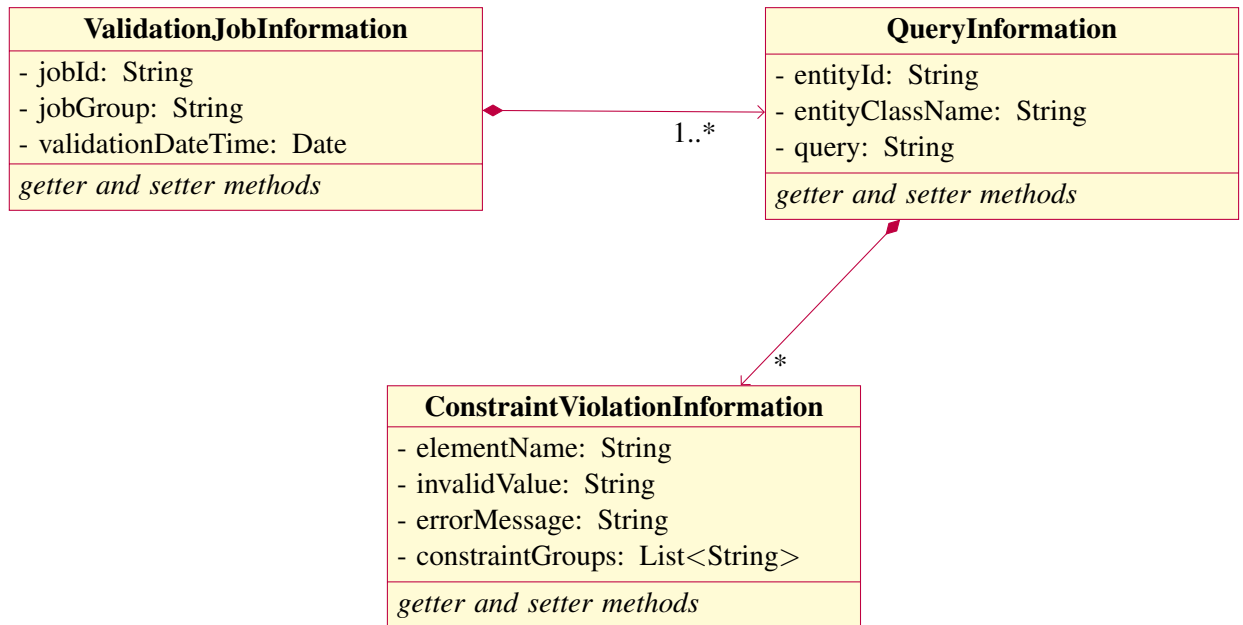 ValidationJobInformation
- jobId: String
- jobGroup: String
- validationDateTime: Date
getter and setter methods
1..*
QueryInformation
- entityId: String
- entityClassName: String
- query: String
getter and setter methods
*
ConstraintViolationInformation
- elementName: String
- invalidValue: String
- errorMessage: String
- constraintGroups: List<String>
getter and setter methods